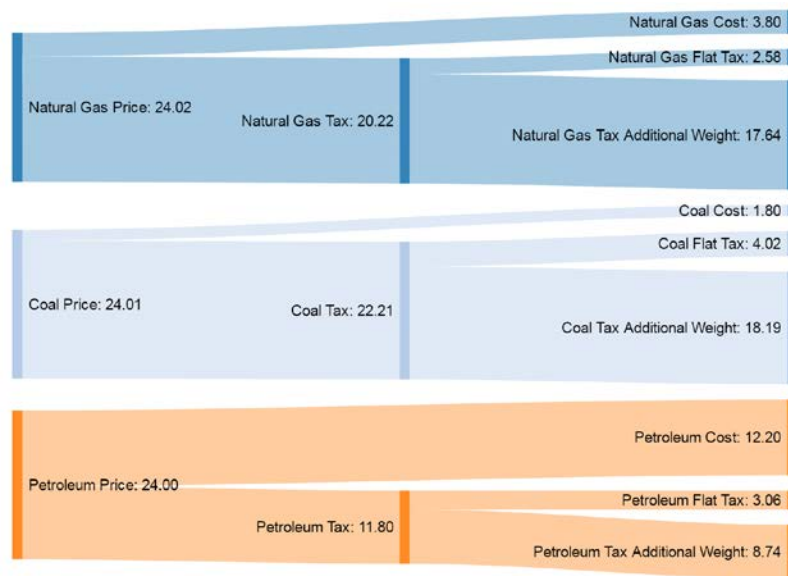 Natural Gas Cost: 3.80
Natural Gas Flat Tax: 2.58
Natural Gas Price: 24.02
Natural Gas Tax: 20.22
Natural Gas Tax Additional Weight: 17.64
Coal Cost: 1.80
Coal Flat Tax: 4.02
Coal Price: 24.01
Coal Tax: 22.21
Coal Tax Additional Weight: 18.19
Petroleum Cost: 12.20
Petroleum Price: 24.00
Petroleum Flat Tax: 3.06
Petroleum Tax: 11.80
Petroleum Tax Additional Weight: 8.74